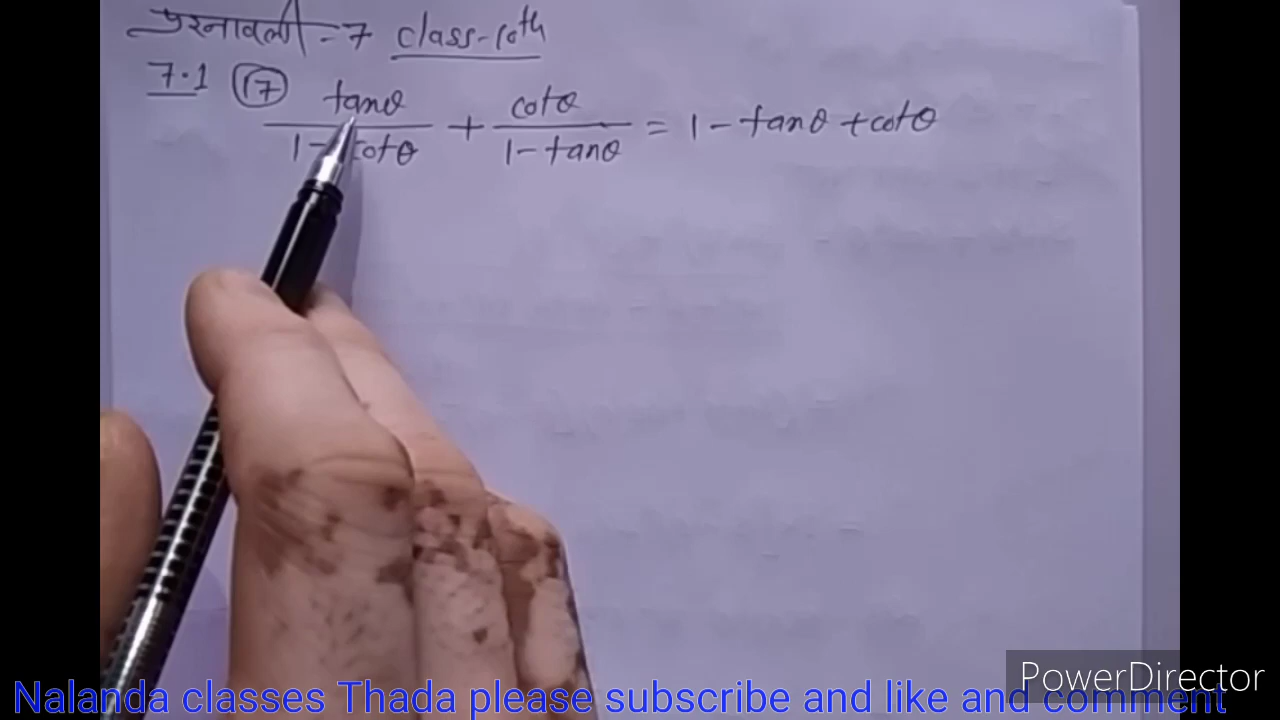 प्रश्नावली - 7 class-10th
7.1 (17) tanθ/1-cotθ + cotθ/1-tanθ = 1-tanθ+cotθ
PowerDirector
Nalanda classes Thada please subscribe and like and comment